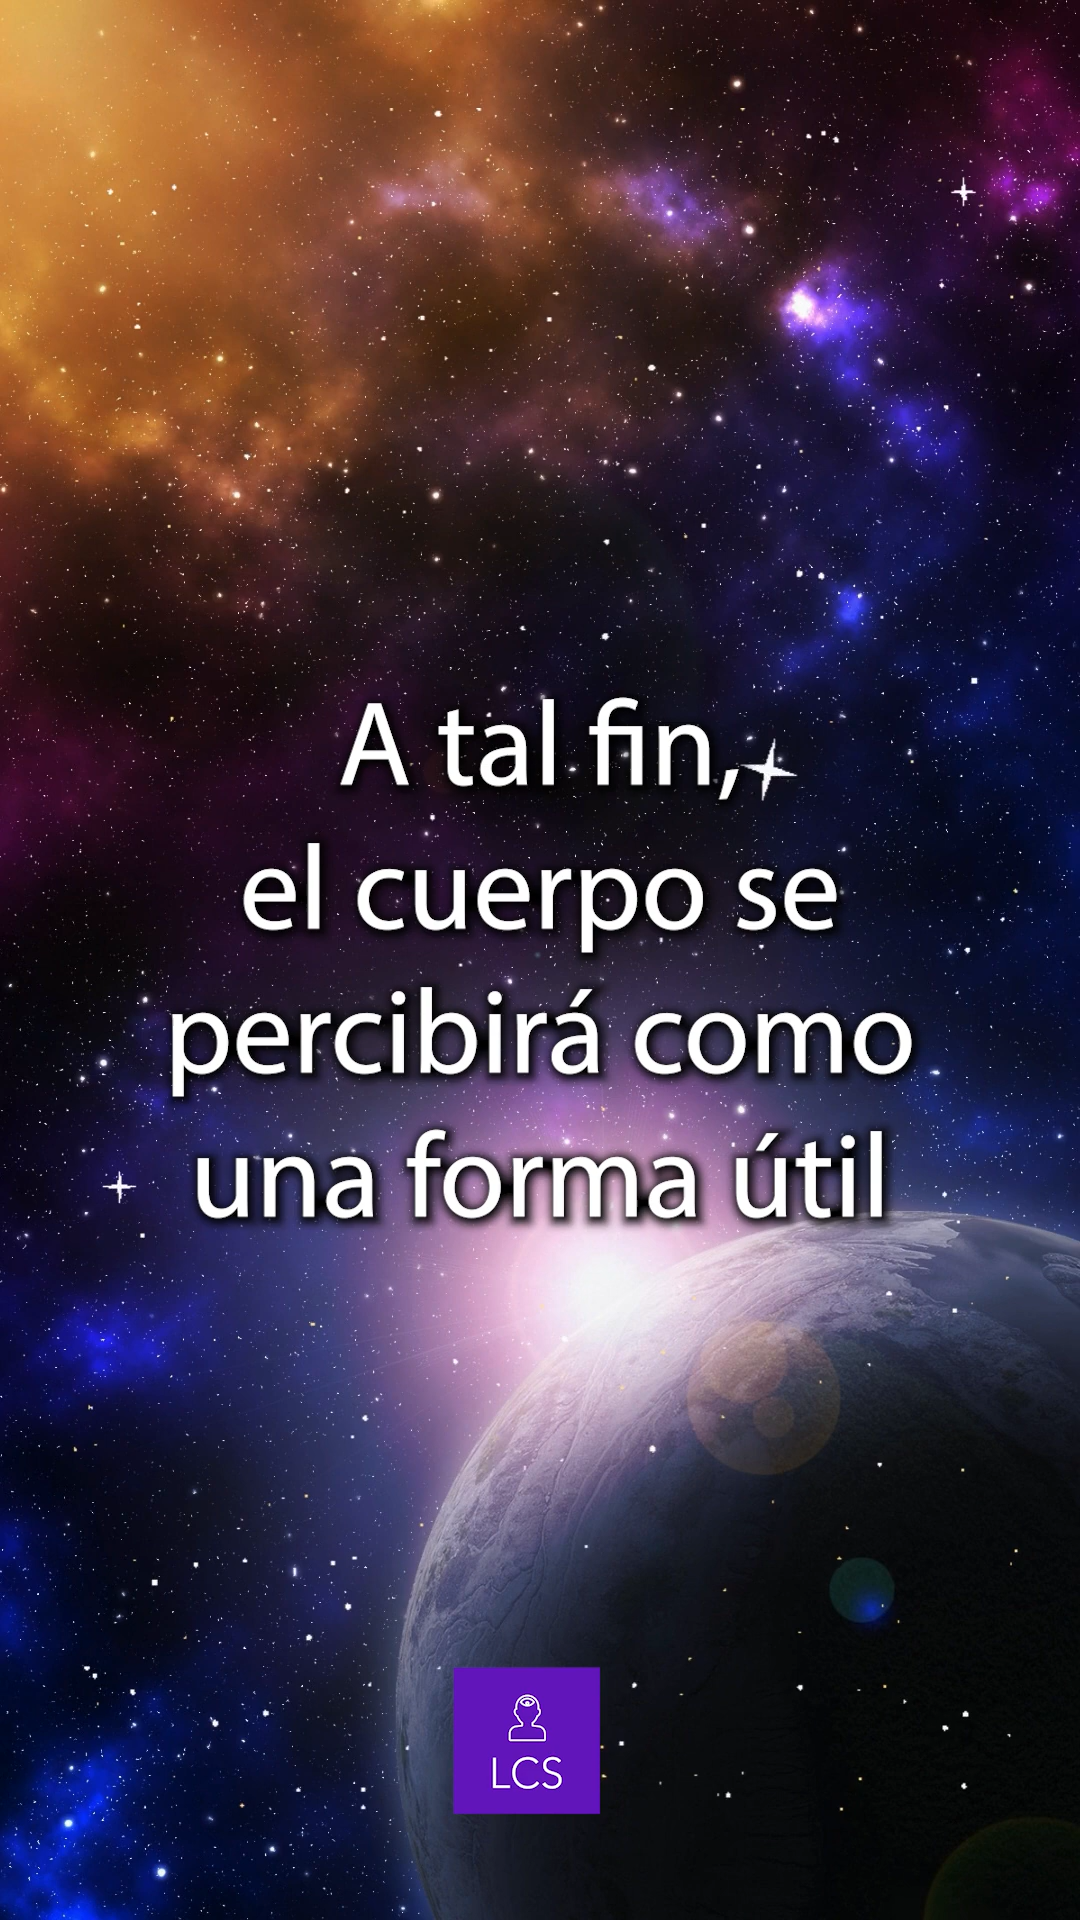 A tal fin,
el cuerpo se
percibirá como
una forma útil
LCS